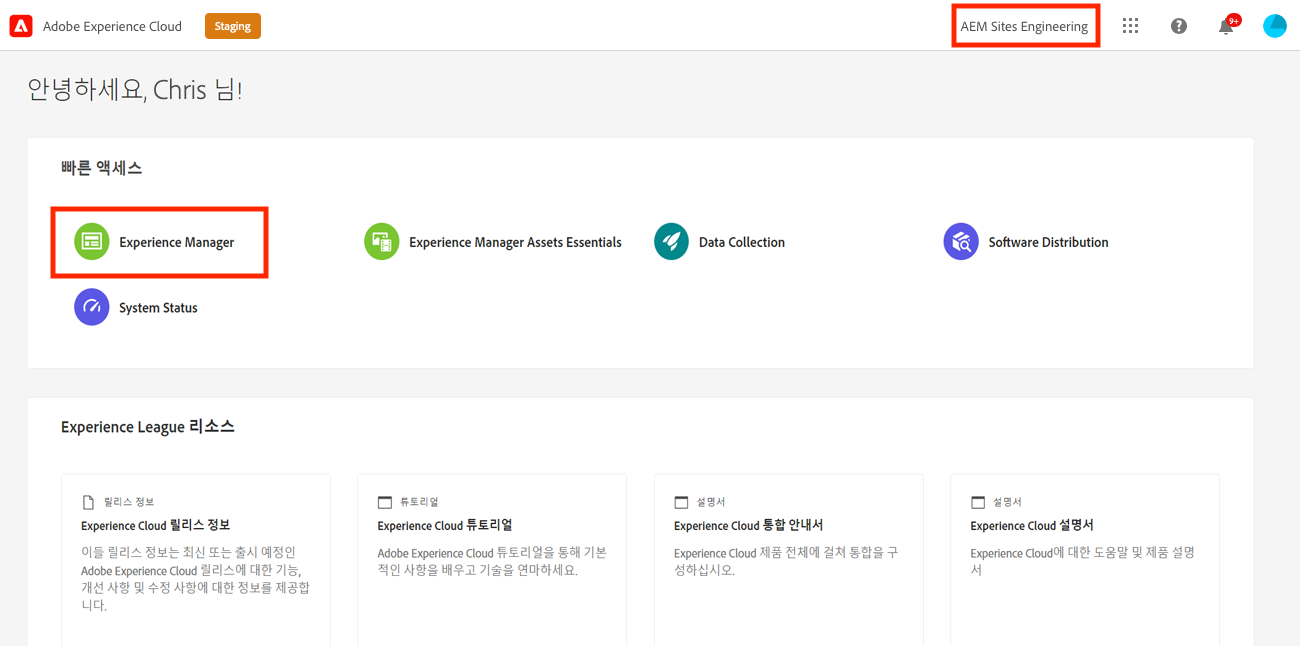 Adobe Experience Cloud
Staging
AEM Sites Engineering
9+
안녕하세요, Chris 님!
빠른 액세스
Experience Manager
Experience Manager Assets Essentials
Data Collection
Software Distribution
System Status
Experience League 리소스
릴리스 정보
Experience Cloud 릴리스 정보
이들 릴리스 정보는 최신 또는 출시 예정인
Adobe Experience Cloud 릴리스에 대한 기능,
개선 사항 및 수정 사항에 대한 정보를 제공합
니다.
튜토리얼
Experience Cloud 튜토리얼
Adobe Experience Cloud 튜토리얼을 통해 기본
적인 사항을 배우고 기술을 연마하세요.
설명서
Experience Cloud 통합 안내서
Experience Cloud 제품 전체에 걸쳐 통합을 구
성하십시오.
설명서
Experience Cloud 설명서
Experience Cloud에 대한 도움말 및 제품 설명
서